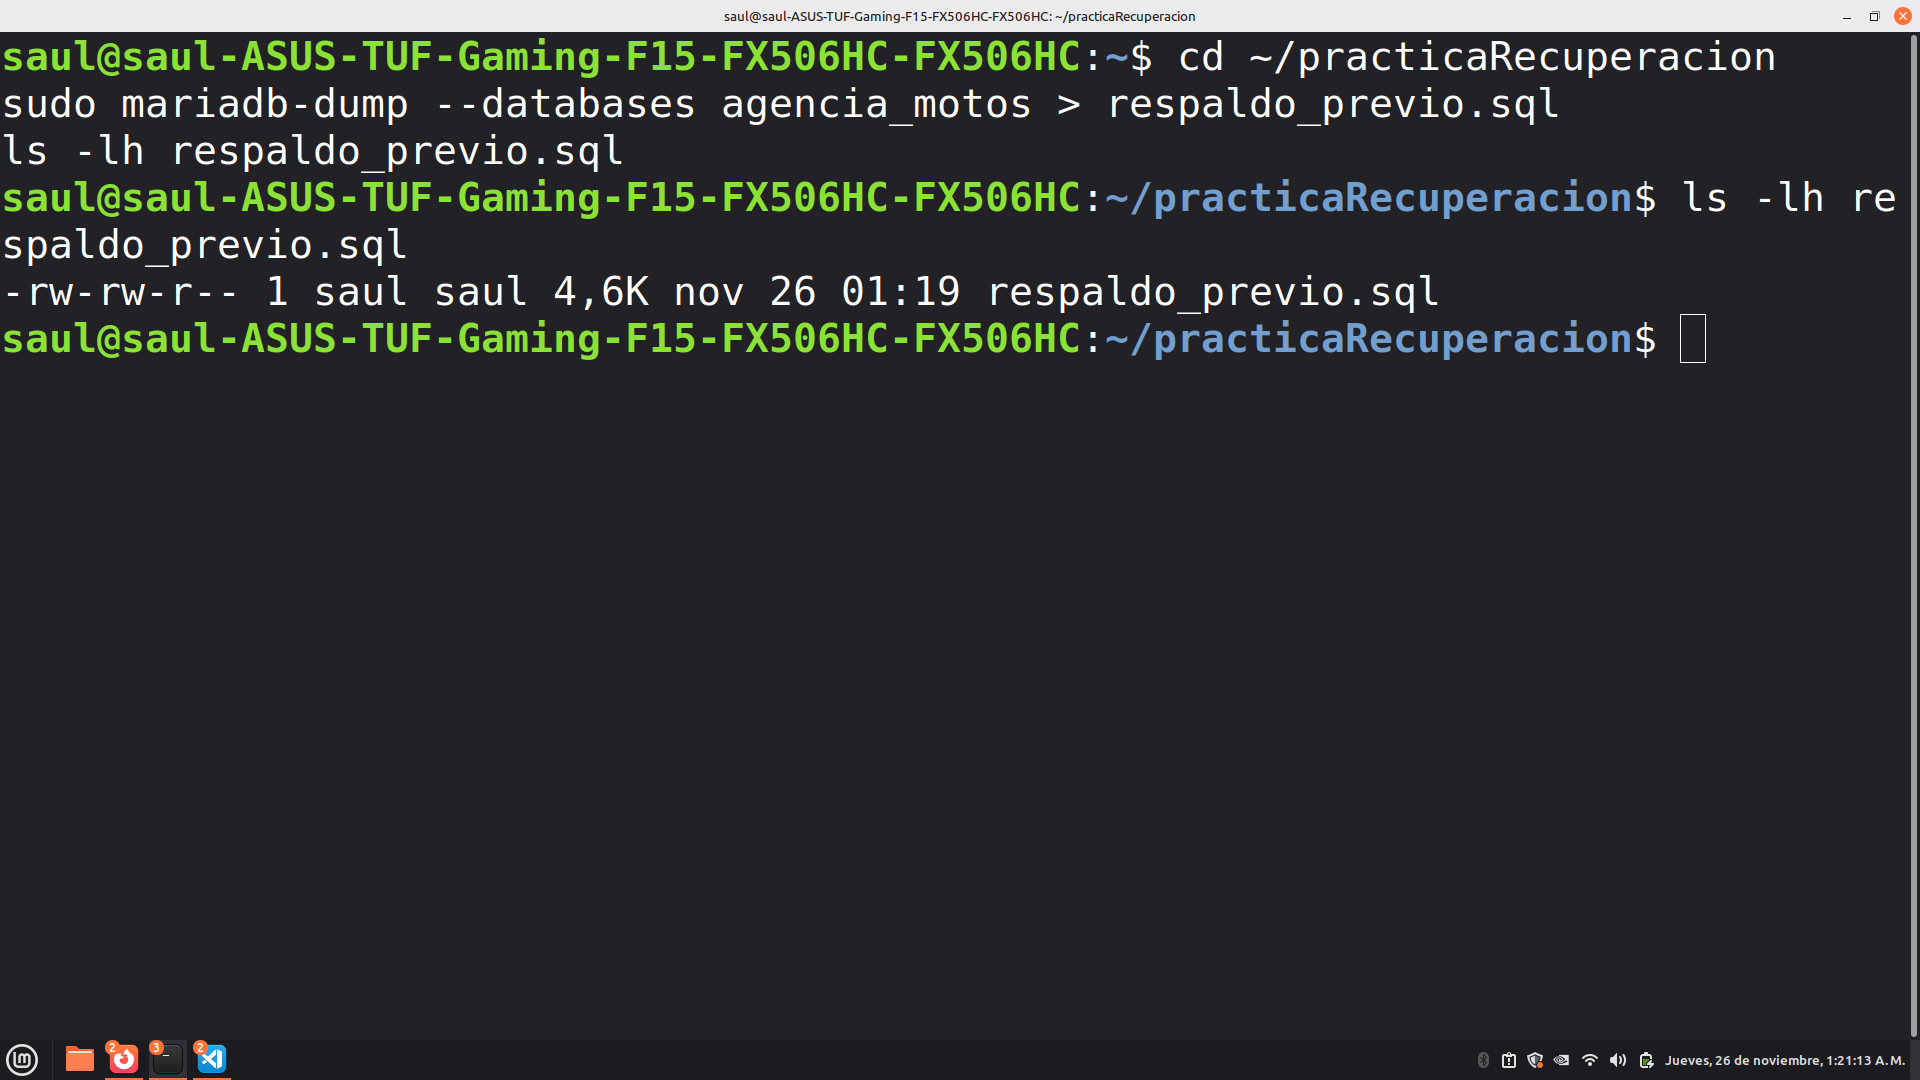 saul@saul-ASUS-TUF-Gaming-F15-FX506HC-FX506HC: ~/practicaRecuperacion
saul@saul-ASUS-TUF-Gaming-F15-FX506HC-FX506HC:~$ cd ~/practicaRecuperacion
sudo mariadb-dump --databases agencia_motos > respaldo_previo.sql
ls -lh respaldo_previo.sql
saul@saul-ASUS-TUF-Gaming-F15-FX506HC-FX506HC:~/practicaRecuperacion$ ls -lh re
spaldo_previo.sql
-rw-rw-r-- 1 saul saul 4,6K nov 26 01:19 respaldo_previo.sql
saul@saul-ASUS-TUF-Gaming-F15-FX506HC-FX506HC:~/practicaRecuperacion$
2
3
2
Jueves, 26 de noviembre, 1:21:13 A.M.